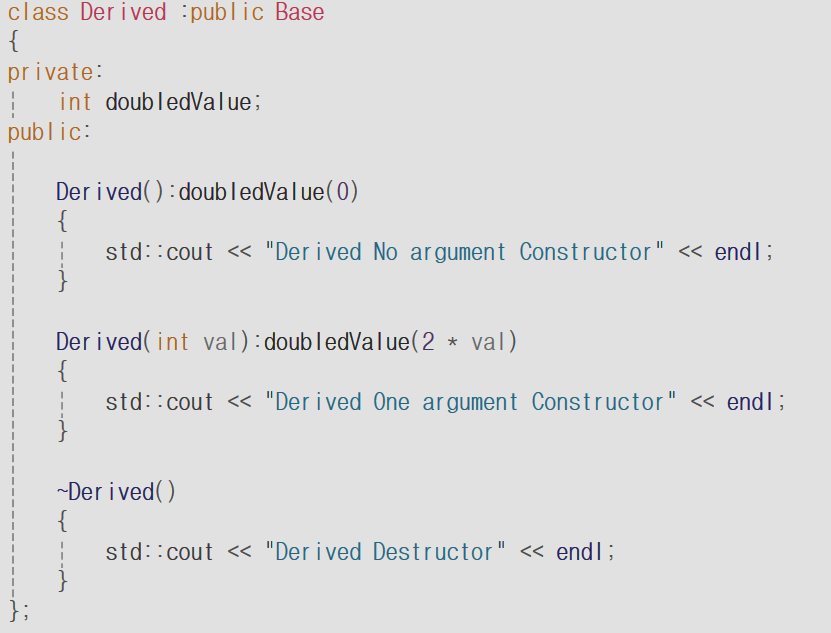 class Derived :public Base
{
private:
    int doubledValue;
public:

    Derived():doubledValue(0)
    {
        std::cout << "Derived No argument Constructor" << endl;
    }

    Derived(int val):doubledValue(2 * val)
    {
        std::cout << "Derived One argument Constructor" << endl;
    }

    ~Derived()
    {
        std::cout << "Derived Destructor" << endl;
    }
};